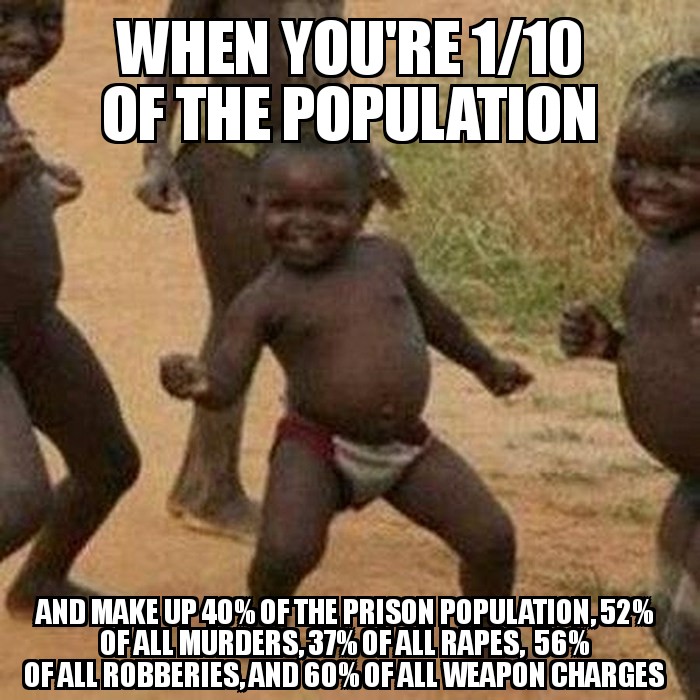 WHEN YOU'RE 1/10
OF THE POPULATION
AND MAKE UP 40% OF THE PRISON POPULATION, 52%
OF ALL MURDERS, 37% OF ALL RAPES, 56%
OF ALL ROBBERIES, AND 60% OF ALL WEAPON CHARGES